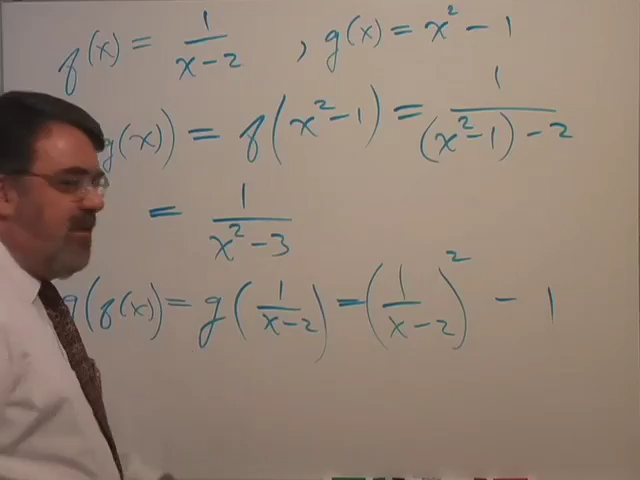 f(x) = 1/(x-2) , g(x) = x² - 1
g(x)) = f(x²-1) = 1/((x²-1)-2)
= 1/(x²-3)
g(f(x)) = g(1/(x-2)) = (1/(x-2))² - 1